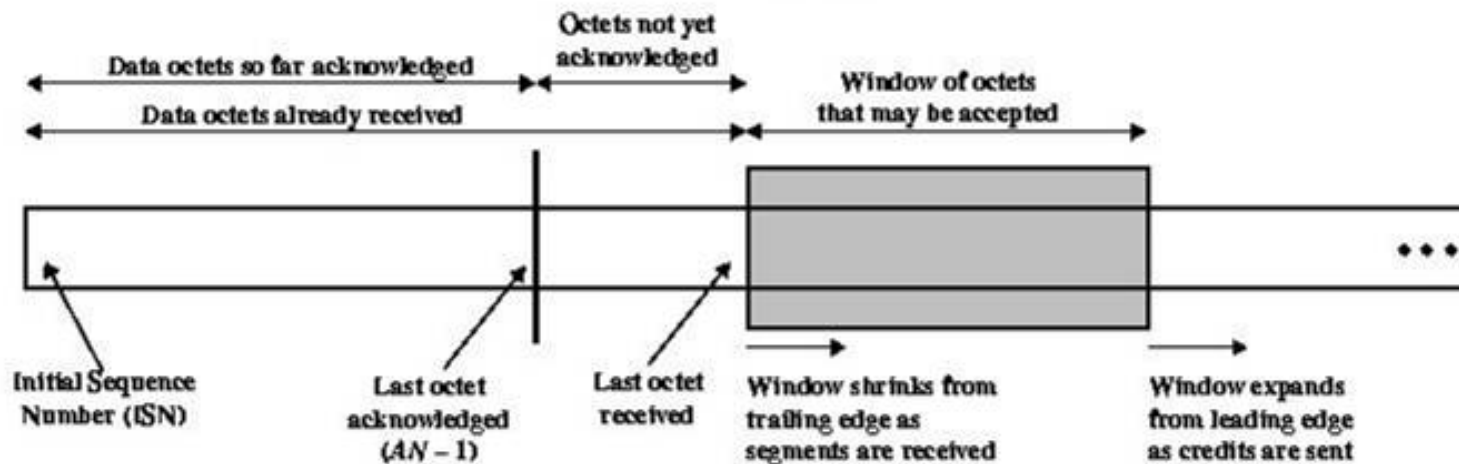 Octets not yet
acknowledged
Data octets so far acknowledged
Window of octets
that may be accepted
Data octets already received
•••
Initial Sequence
Number (ISN)
Last octet
acknowledged
(AN – 1)
Last octet
received
Window shrinks from
trailing edge as
segments are received
Window expands
from leading edge
as credits are sent